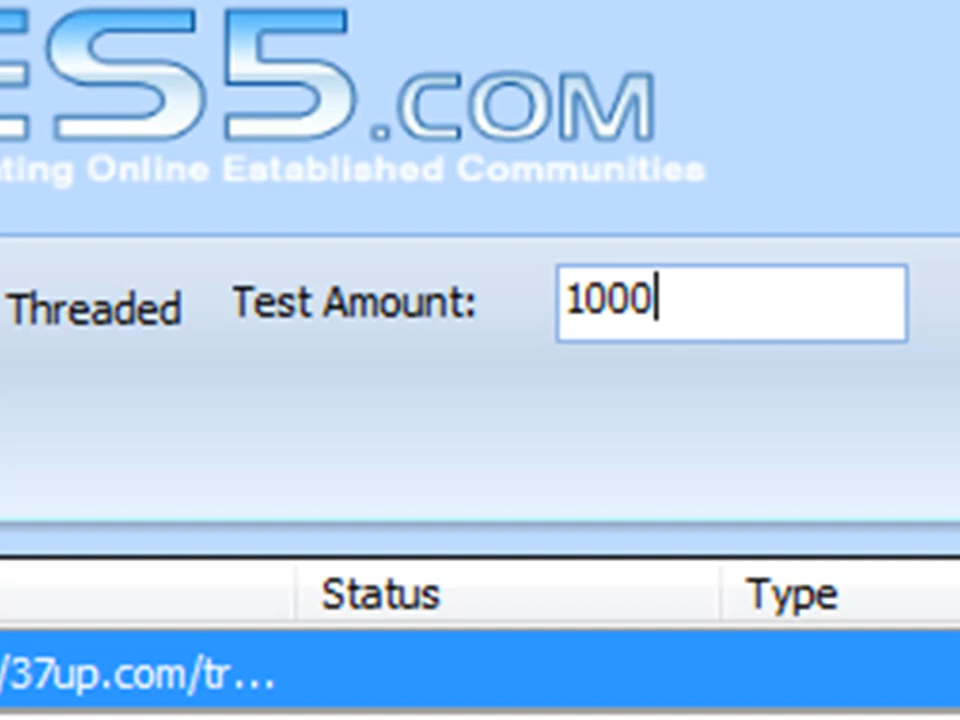 ES5.COM
ting Online Established Communities
Threaded Test Amount: 1000
Status Type
/37up.com/tr...